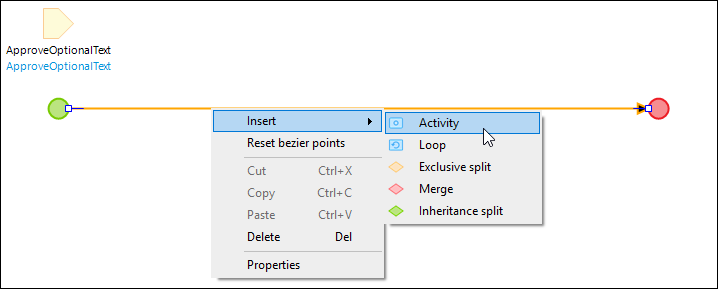 ApproveOptionalText
ApproveOptionalText
Insert
Reset bezier points
Cut Ctrl+X
Copy Ctrl+C
Paste Ctrl+V
Delete Del
Properties
Activity
Loop
Exclusive split
Merge
Inheritance split